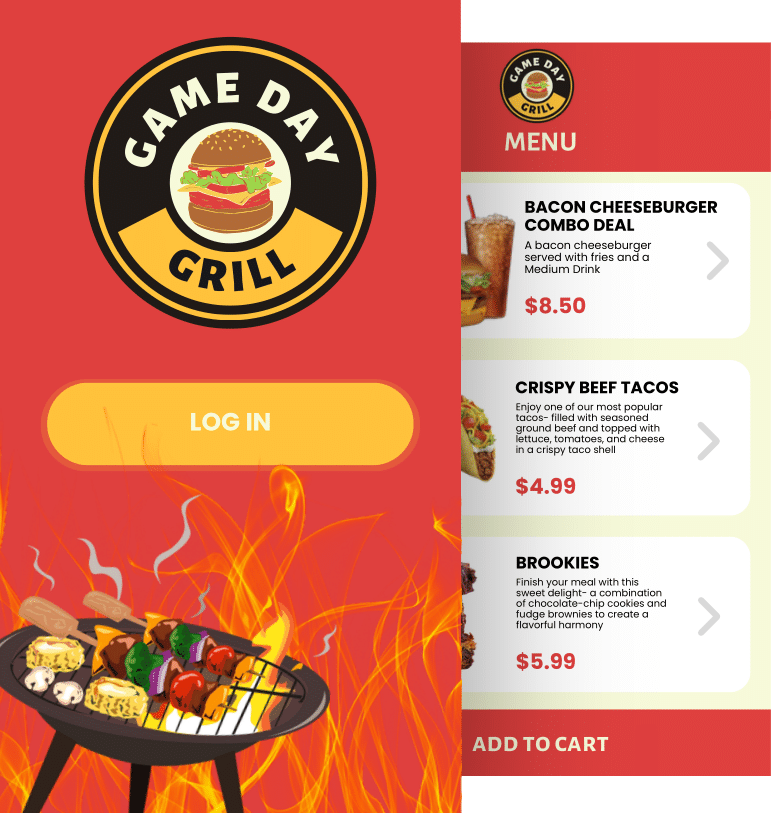 GAME DAY
GRILL
LOG IN
GAME DAY
GRILL
MENU
BACON CHEESEBURGER
COMBO DEAL
A bacon cheeseburger
served with fries and a
Medium Drink
$8.50
CRISPY BEEF TACOS
Enjoy one of our most popular
tacos- filled with seasoned
ground beef and topped with
lettuce, tomatoes, and cheese
in a crispy taco shell
$4.99
BROOKIES
Finish your meal with this
sweet delight- a combination
of chocolate-chip cookies and
fudge brownies to create a
flavorful harmony
$5.99
ADD TO CART